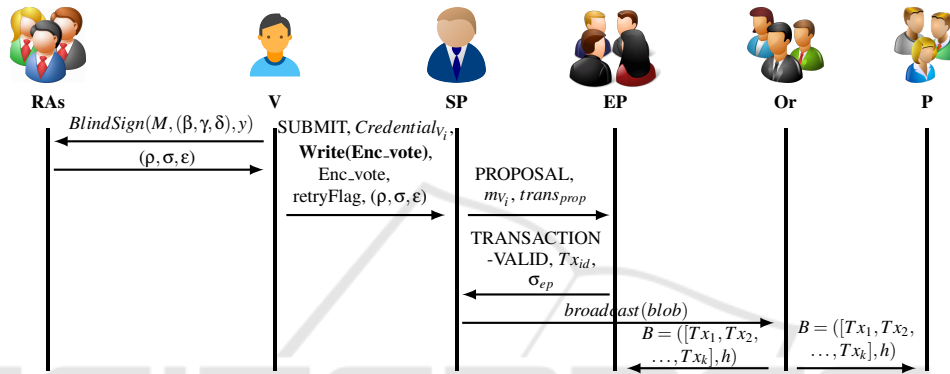 RAs V SP EP Or P
BlindSign(M, (β, γ, δ), y)
(ρ, σ, ε)
SUBMIT, Credential_{V_i},
Write(Enc_vote),
Enc_vote,
retryFlag, (ρ, σ, ε)
PROPOSAL,
m_{V_i}, trans_{prop}
TRANSACTION
-VALID, Tx_{id},
σ_{ep}
broadcast(blob)
B = ([Tx_1, Tx_2,
..., Tx_k], h)
B = ([Tx_1, Tx_2,
..., Tx_k], h)